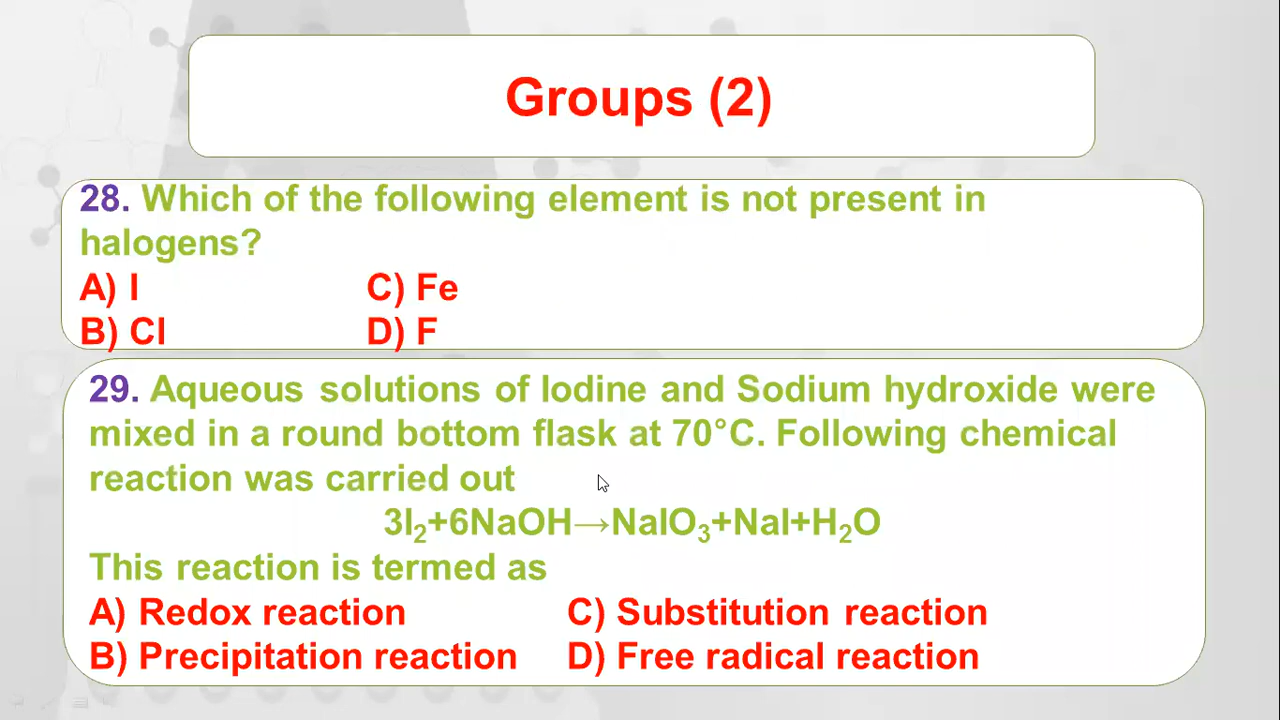 Groups (2)
28. Which of the following element is not present in
halogens?
A) I C) Fe
B) Cl D) F
29. Aqueous solutions of Iodine and Sodium hydroxide were
mixed in a round bottom flask at 70°C. Following chemical
reaction was carried out
3I₂+6NaOH→NaIO₃+NaI+H₂O
This reaction is termed as
A) Redox reaction C) Substitution reaction
B) Precipitation reaction D) Free radical reaction